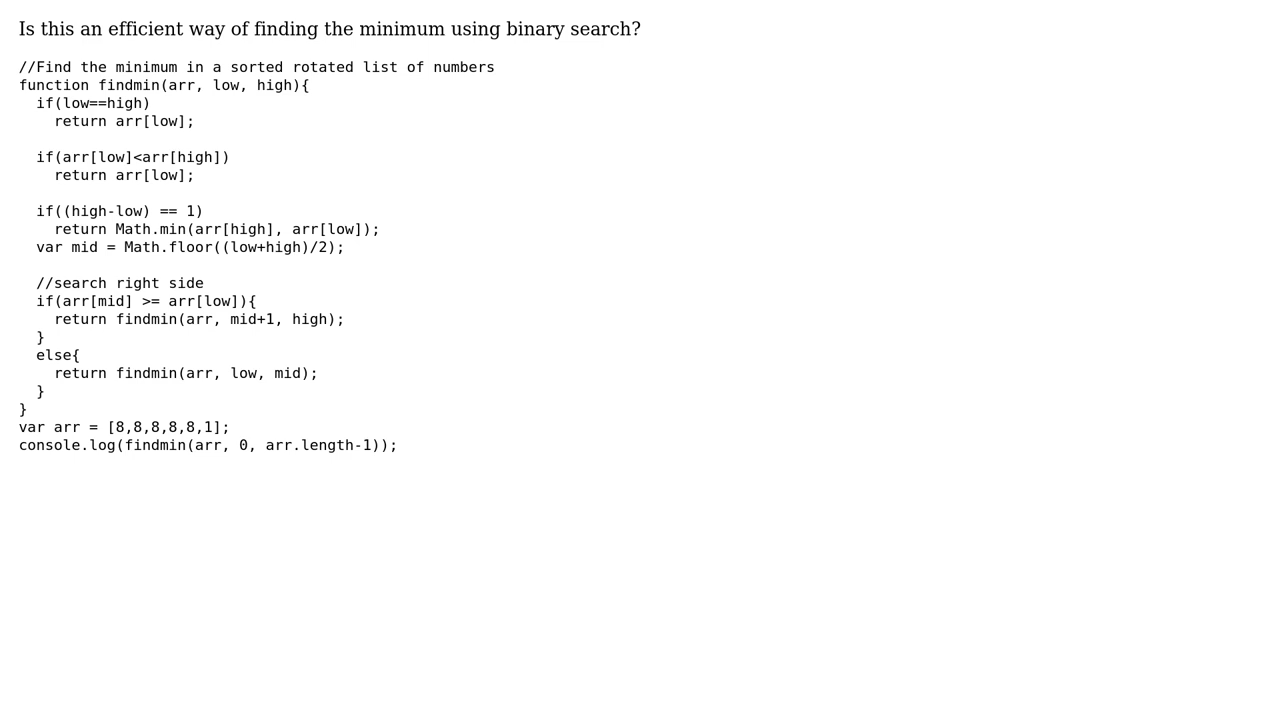 Is this an efficient way of finding the minimum using binary search?
//Find the minimum in a sorted rotated list of numbers
function findmin(arr, low, high){
  if(low==high)
    return arr[low];

  if(arr[low]<arr[high])
    return arr[low];

  if((high-low) == 1)
    return Math.min(arr[high], arr[low]);
  var mid = Math.floor((low+high)/2);

  //search right side
  if(arr[mid] >= arr[low]){
    return findmin(arr, mid+1, high);
  }
  else{
    return findmin(arr, low, mid);
  }
}
var arr = [8,8,8,8,8,1];
console.log(findmin(arr, 0, arr.length-1));